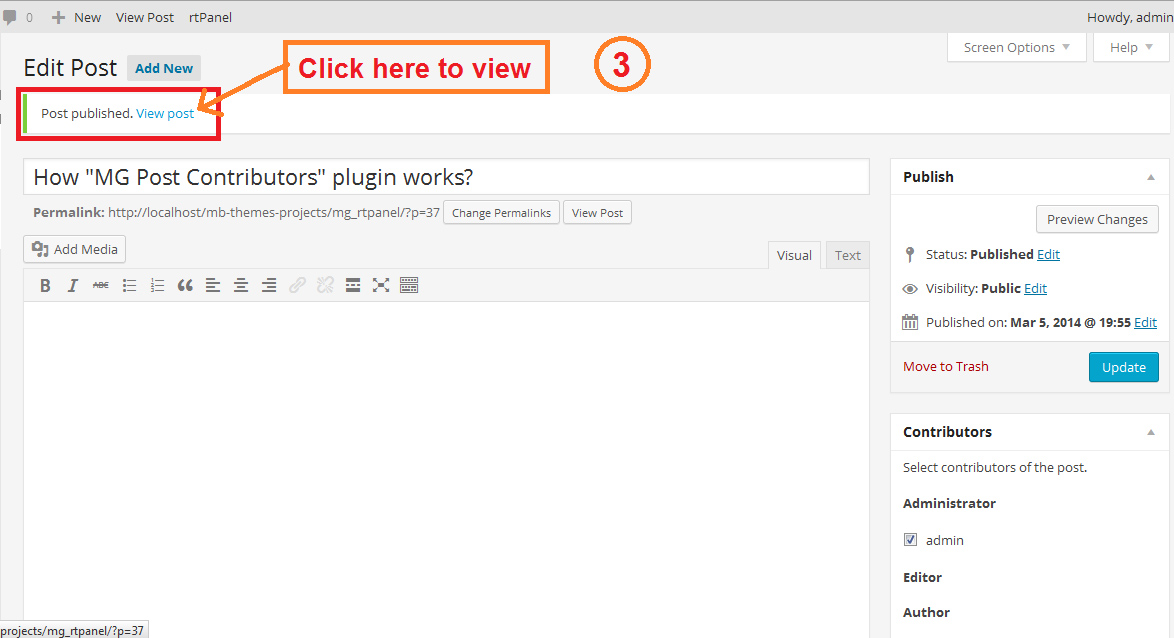 0 New View Post rtPanel Howdy, admin
Screen Options Help
Edit Post Add New
Click here to view
3
Post published. View post
How "MG Post Contributors" plugin works?
Permalink: http://localhost/mb-themes-projects/mg_rtpanel/?p=37 Change Permalinks View Post
Add Media
Visual Text
B I ABC
Publish
Preview Changes
Status: Published Edit
Visibility: Public Edit
Published on: Mar 5, 2014 @ 19:55 Edit
Move to Trash Update
Contributors
Select contributors of the post.
Administrator
admin
Editor
Author
projects/mg_rtpanel/?p=37